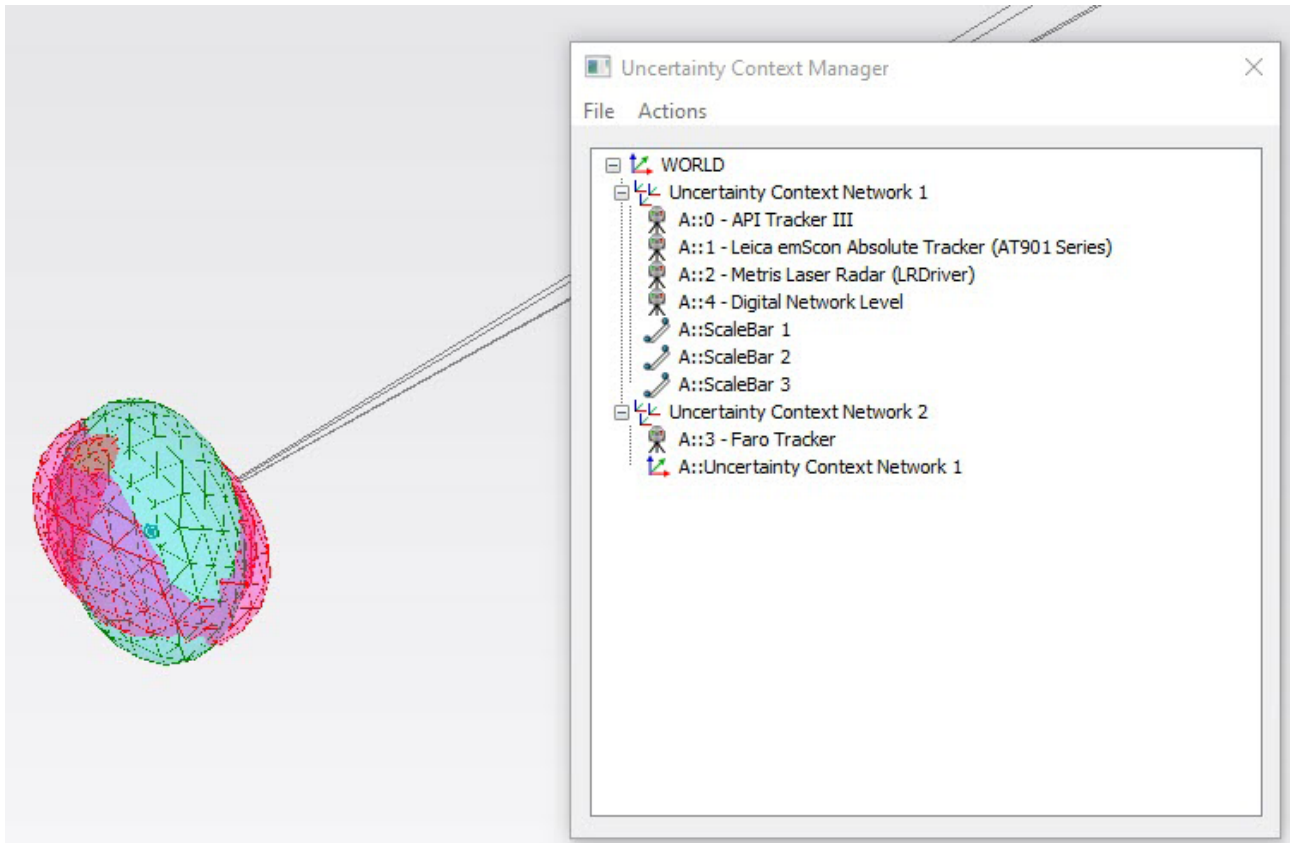 Uncertainty Context Manager
File Actions
WORLD
Uncertainty Context Network 1
A::0 - API Tracker III
A::1 - Leica emScon Absolute Tracker (AT901 Series)
A::2 - Metris Laser Radar (LRDriver)
A::4 - Digital Network Level
A::ScaleBar 1
A::ScaleBar 2
A::ScaleBar 3
Uncertainty Context Network 2
A::3 - Faro Tracker
A::Uncertainty Context Network 1